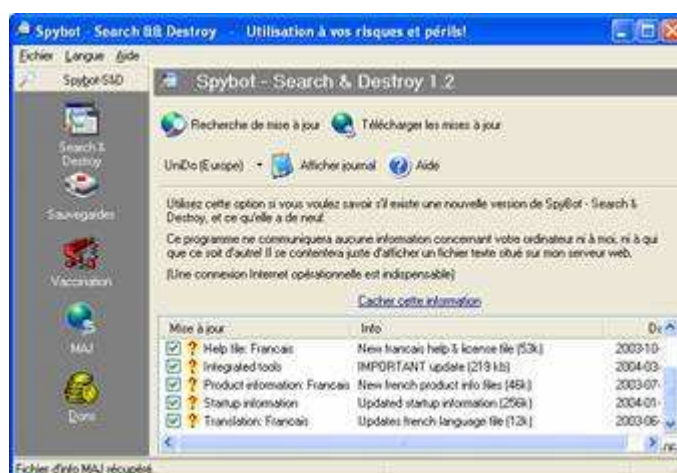 Spybot - Search && Destroy - Utilisation à vos risques et périls!
Fichier Langue Aide
Spybot-S&D
Spybot - Search & Destroy 1.2
Recherche de mise à jour Télécharger les mises à jour
Search &
Destroy
UniDo (Europe) Afficher journal Aide
Sauvegardes
Utilisez cette option si vous voulez savoir s'il existe une nouvelle version de SpyBot - Search &
Destroy, et ce qu'elle a de neuf.
Ce programme ne communiquera aucune information concernant votre ordinateur ni à moi, ni à qui
que ce soit d'autre! Il se contentera juste d'afficher un fichier texte situé sur mon serveur web.
Vaccination
(Une connexion Internet opérationnelle est indispensable)
Cacher cette information
MAJ
Mise à jour Info Da
Help file: Francais New francais help & license file (53k) 2003-10-
Integrated tools IMPORTANT update (219 kb) 2004-03-
Product information: Francais New french product info files (46k) 2003-07-
Startup information Updated startup information (256k) 2004-01-
Translation: Francais Updates french language file (12k) 2003-06-
Dons
Fichier d'info MAJ récupéré.